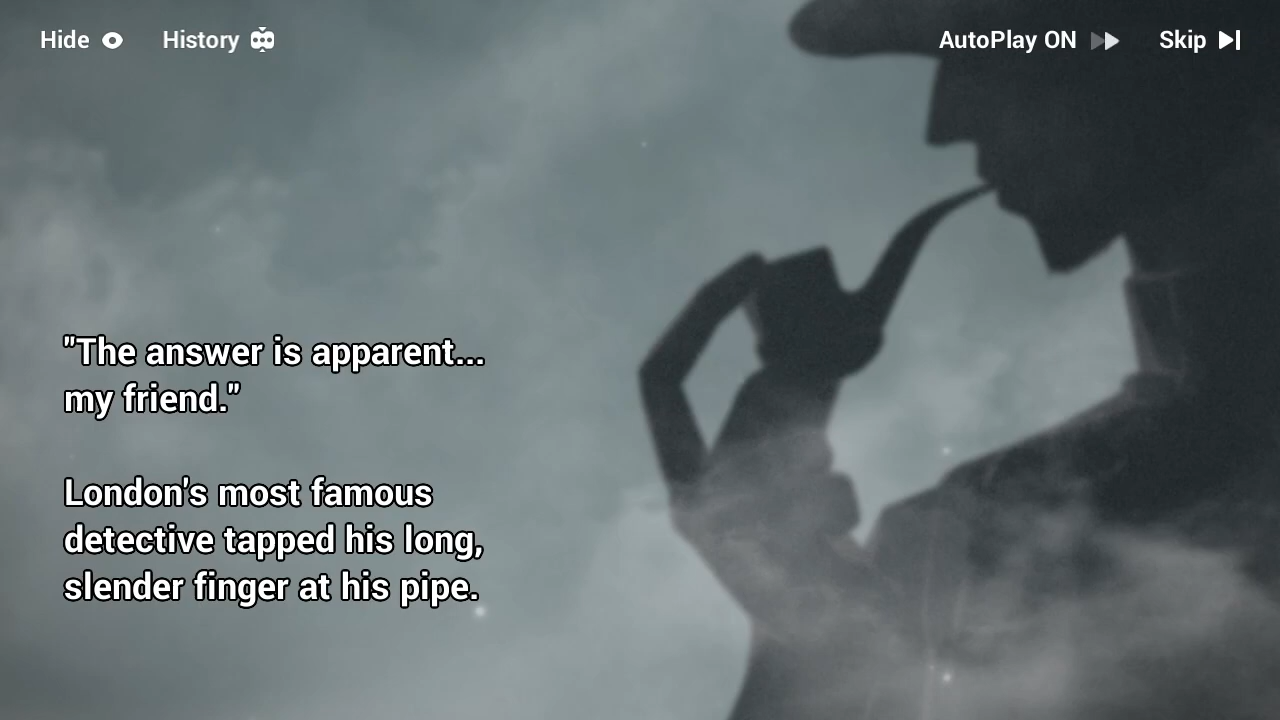 Hide
History
AutoPlay ON
Skip
"The answer is apparent...
my friend."
London's most famous
detective tapped his long,
slender finger at his pipe.